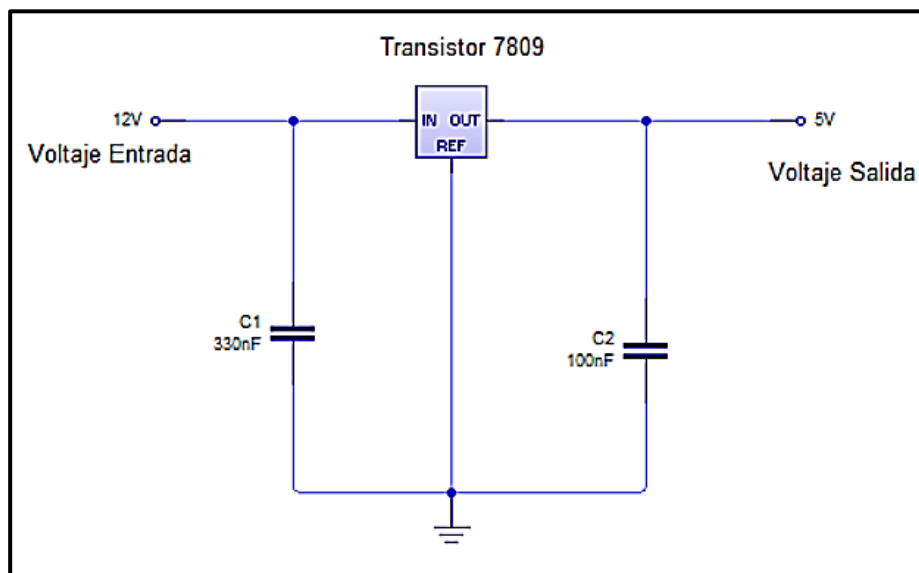 Transistor 7809
12V
IN OUT
5V
REF
Voltaje Entrada
Voltaje Salida
C1
330nF
C2
100nF